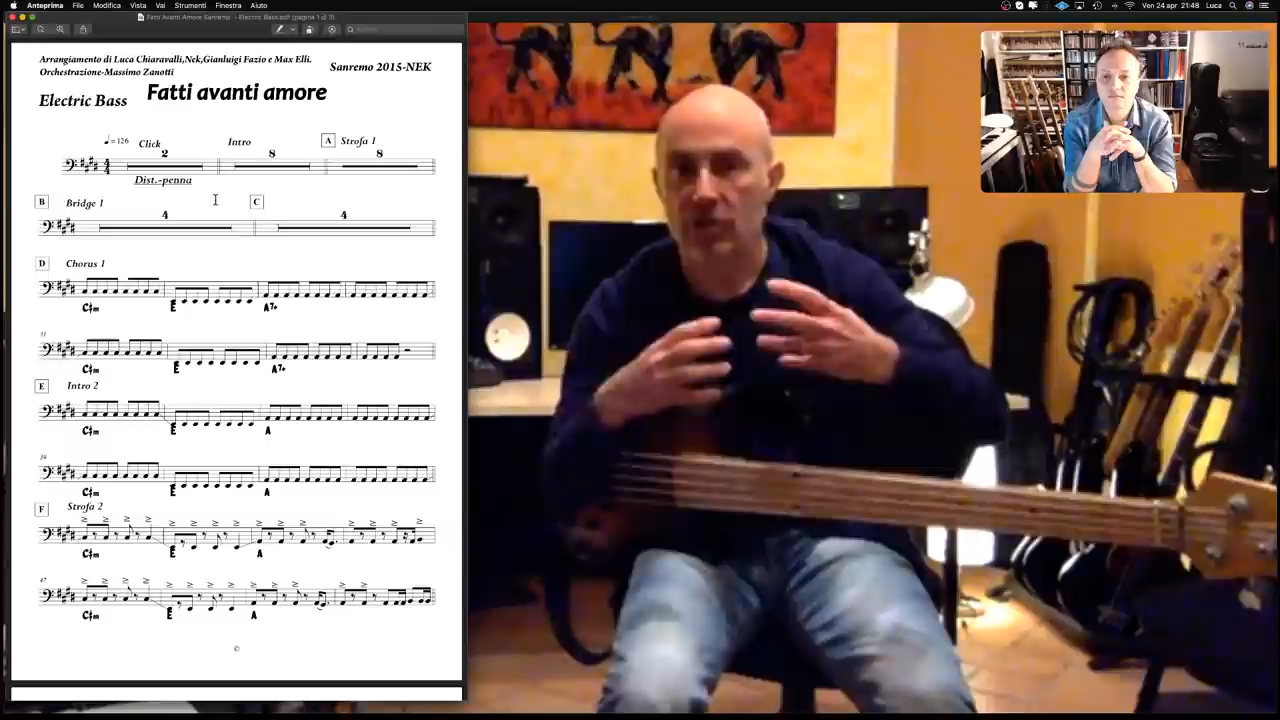 Anteprima File Modifica Vista Vai Strumenti Finestra Aiuto
Ven 24 apr 21:48 Luca
Fatti Avanti Amore Sanremo - Electric Bass.pdf (pagina 1 di 3)
Arrangiamento di Luca Chiaravalli,Nek,Gianluigi Fazio e Max Elli.
Orchestrazione-Massimo Zanotti
Sanremo 2015-NEK
Electric Bass
Fatti avanti amore
♩ = 126
Click
Intro
A Strofa 1
2 8 8
Dist.-penna
B Bridge 1 C
4 4
D Chorus 1
C♯m E A7+
C♯m E A7+
E Intro 2
C♯m E A
39
C♯m E A
F Strofa 2
C♯m E A
47
C♯m E A
©